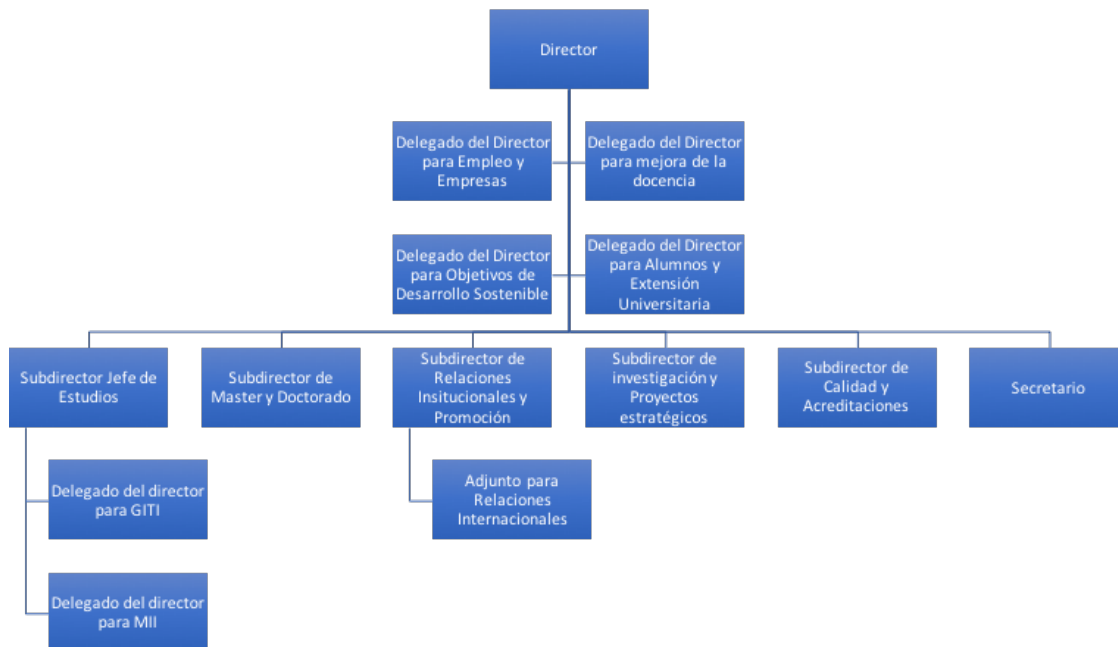 Director
Delegado del Director
para Empleo y
Empresas
Delegado del Director
para mejora de la
docencia
Delegado del Director
para Objetivos de
Desarrollo Sostenible
Delegado del Director
para Alumnos y
Extensión
Universitaria
Subdirector Jefe de
Estudios
Subdirector de
Master y Doctorado
Subdirector de
Relaciones
Insitucionales y
Promoción
Subdirector de
investigación y
Proyectos
estratégicos
Subdirector de
Calidad y
Acreditaciones
Secretario
Delegado del director
para GITI
Adjunto para
Relaciones
Internacionales
Delegado del director
para MII